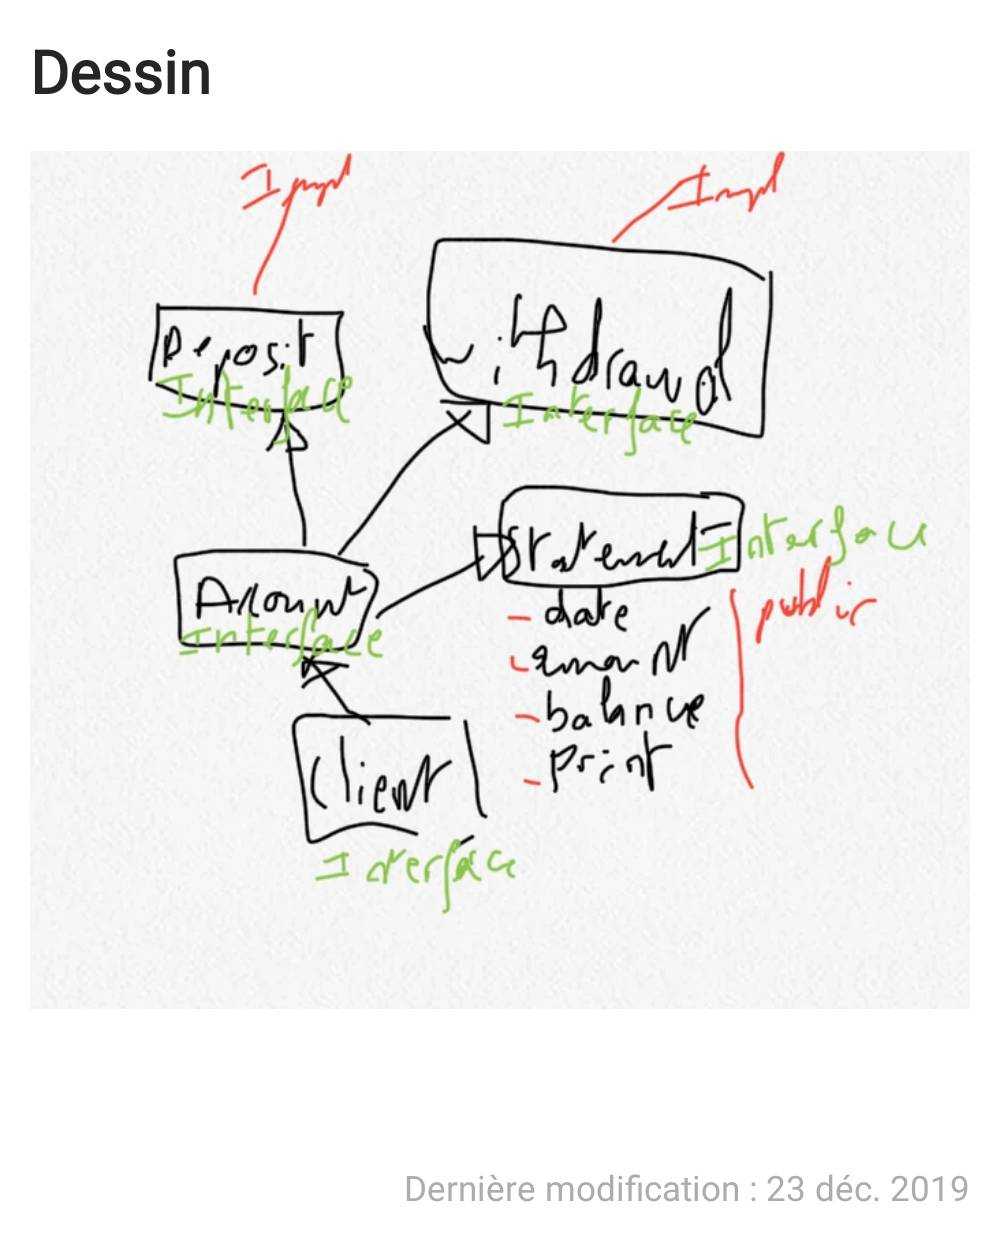 Dessin
Impl
Impl
Deposit
Interface
withdrawal
Interface
Account
Interface
Statement
Interface
- date
- amount
- balance
- print
public
Client
Interface
Dernière modification : 23 déc. 2019